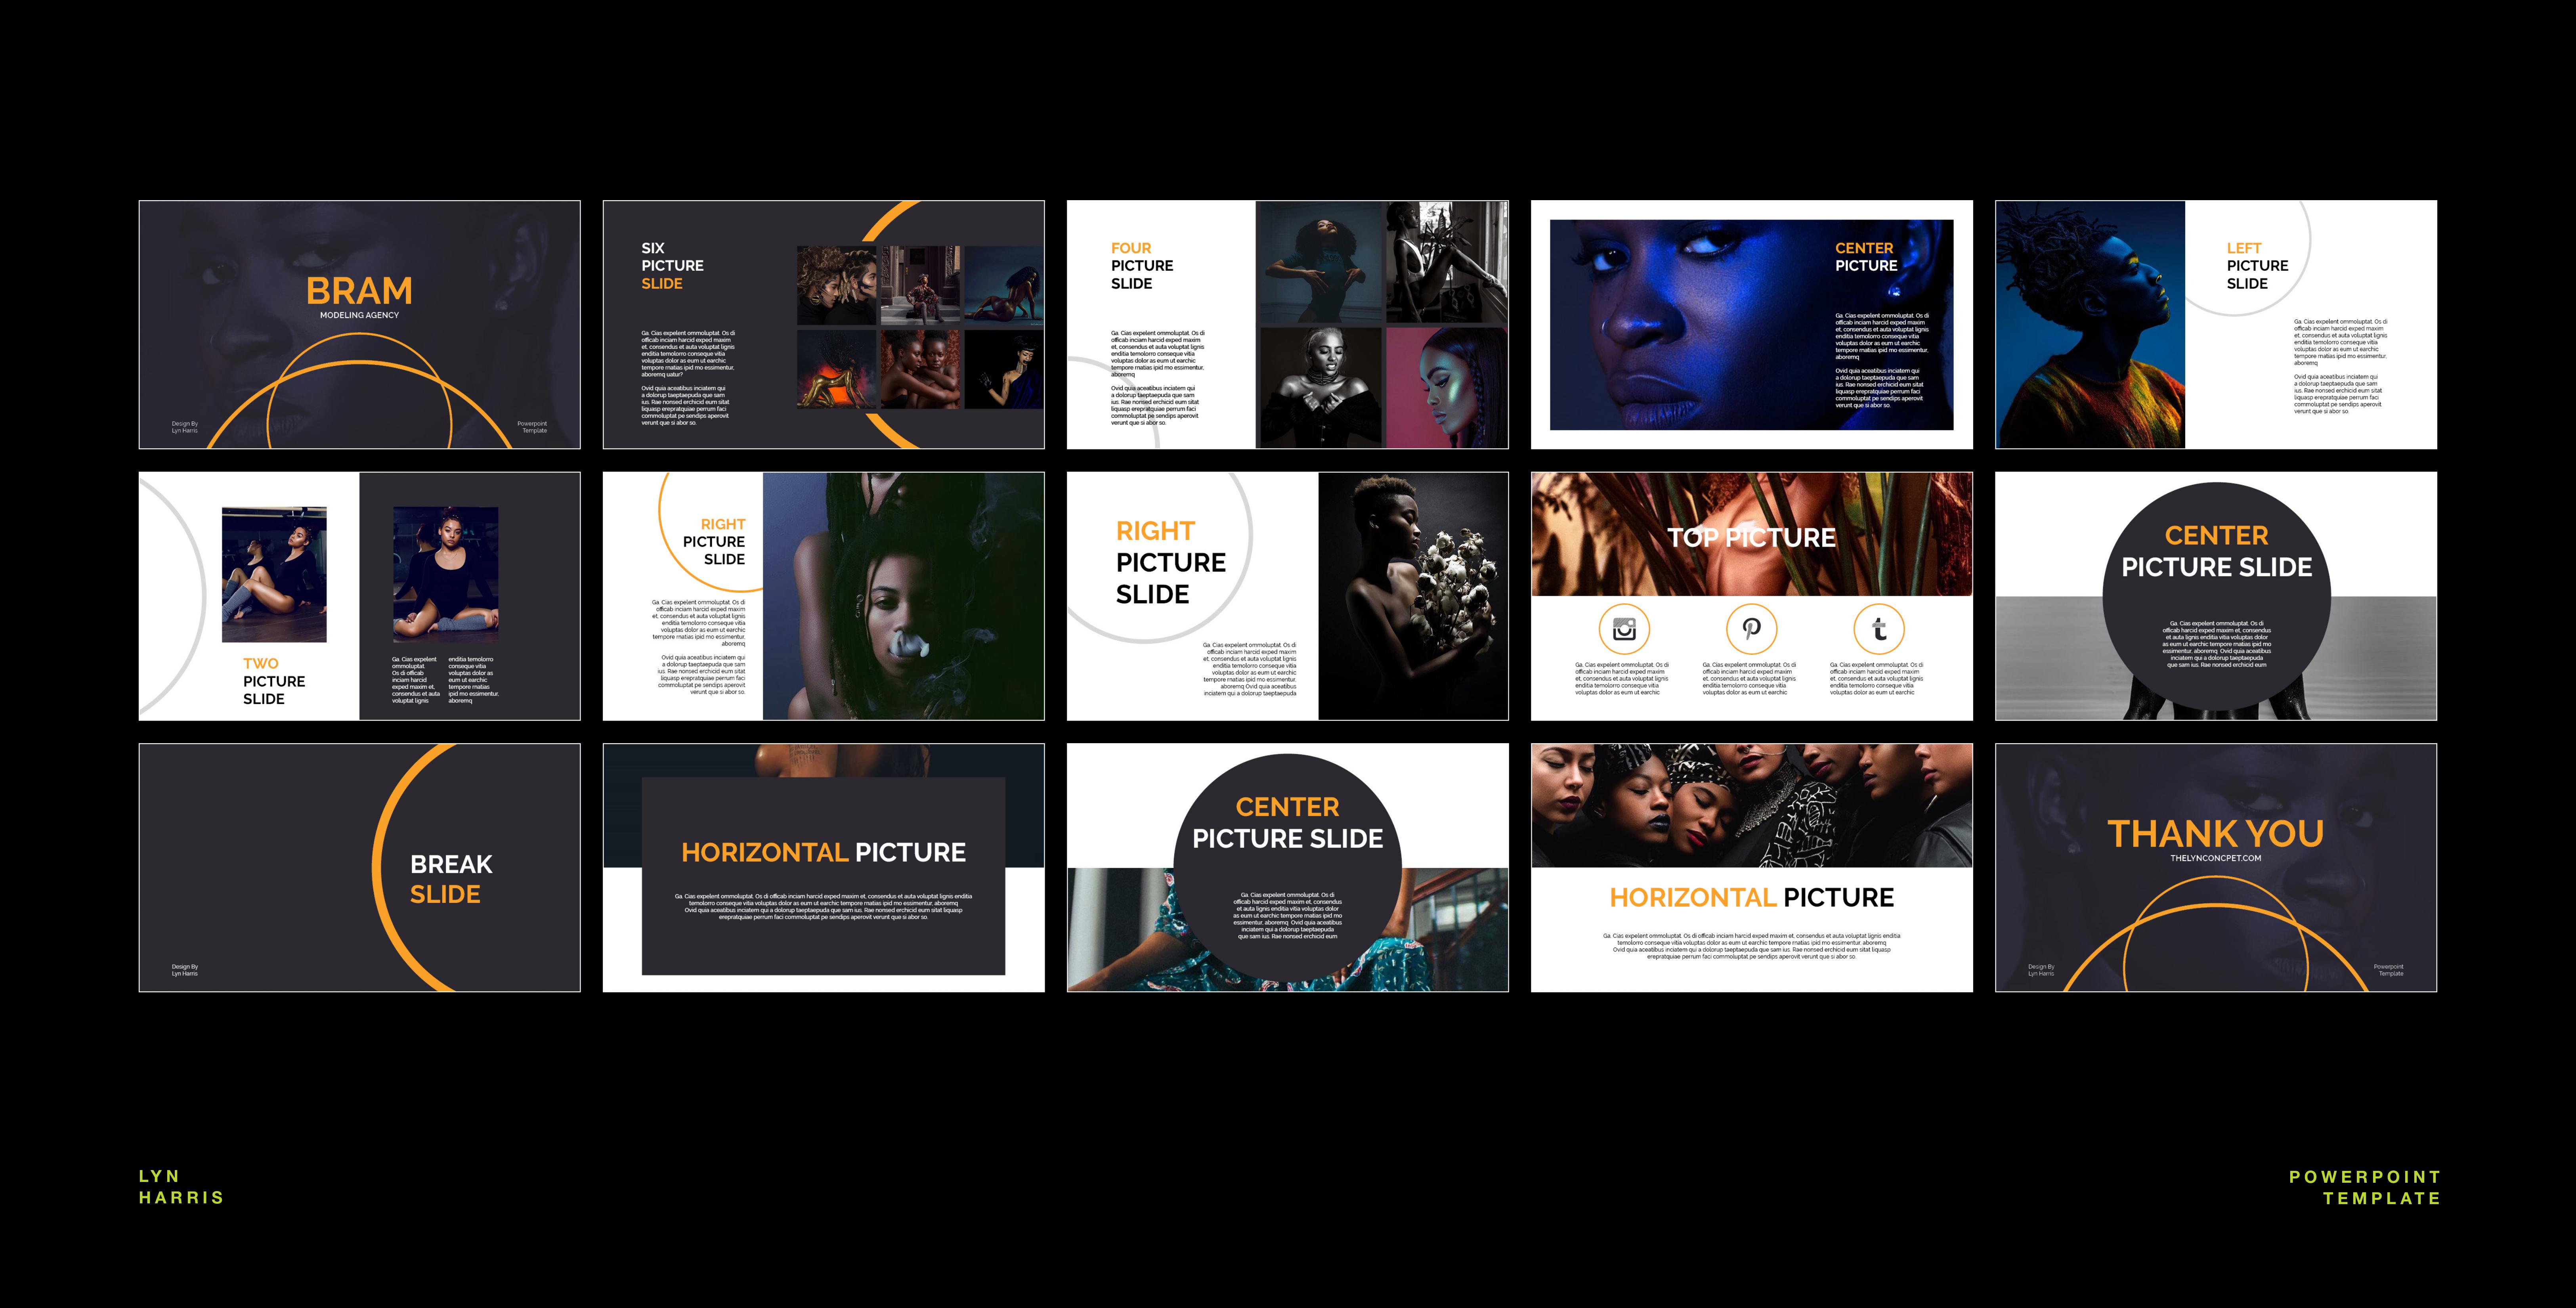 BRAM
MODELING AGENCY
Design By
Lyn Harris
Powerpoint
Template
SIX
PICTURE
SLIDE
Ga. Cias expelent ommoluptat. Os di
officab inciam harcid exped maxim
et, consendus et auta voluptat lignis
enditia temolorro conseque vitia
voluptas dolor as eum ut earchic
tempore matias ipid mo essimentur,
aboremq uatur?
Ovid quia aceatibus inciatem qui
a dolorup taeptaepuda que sam
ius. Rae nonsed erchicid eum sitat
liquasp erepratquiae perrum faci
commoluptat pe sendips aperovit
verunt que si abor so.
FOUR
PICTURE
SLIDE
Ga. Cias expelent ommoluptat. Os di
officab inciam harcid exped maxim
et, consendus et auta voluptat lignis
enditia temolorro conseque vitia
voluptas dolor as eum ut earchic
tempore matias ipid mo essimentur,
aboremq
Ovid quia aceatibus inciatem qui
a dolorup taeptaepuda que sam
ius. Rae nonsed erchicid eum sitat
liquasp erepratquiae perrum faci
commoluptat pe sendips aperovit
verunt que si abor so.
CENTER
PICTURE
Ga. Cias expelent ommoluptat. Os di
officab inciam harcid exped maxim
et, consendus et auta voluptat lignis
enditia temolorro conseque vitia
voluptas dolor as eum ut earchic
tempore matias ipid mo essimentur,
aboremq
Ovid quia aceatibus inciatem qui
a dolorup taeptaepuda que sam
ius. Rae nonsed erchicid eum sitat
liquasp erepratquiae perrum faci
commoluptat pe sendips aperovit
verunt que si abor so.
LEFT
PICTURE
SLIDE
Ga. Cias expelent ommoluptat. Os di
officab inciam harcid exped maxim
et, consendus et auta voluptat lignis
enditia temolorro conseque vitia
voluptas dolor as eum ut earchic
tempore matias ipid mo essimentur,
aboremq
Ovid quia aceatibus inciatem qui
a dolorup taeptaepuda que sam
ius. Rae nonsed erchicid eum sitat
liquasp erepratquiae perrum faci
commoluptat pe sendips aperovit
verunt que si abor so.
TWO
PICTURE
SLIDE
Ga. Cias expelent
ommoluptat.
Os di officab
inciam harcid
exped maxim et,
consendus et auta
voluptat lignis
enditia temolorro
conseque vitia
voluptas dolor as
eum ut earchic
tempore matias
ipid mo essimentur,
aboremq
RIGHT
PICTURE
SLIDE
Ga. Cias expelent ommoluptat. Os di
officab inciam harcid exped maxim
et, consendus et auta voluptat lignis
enditia temolorro conseque vitia
voluptas dolor as eum ut earchic
tempore matias ipid mo essimentur,
aboremq
Ovid quia aceatibus inciatem qui
a dolorup taeptaepuda que sam
ius. Rae nonsed erchicid eum sitat
liquasp erepratquiae perrum faci
commoluptat pe sendips aperovit
verunt que si abor so.
RIGHT
PICTURE
SLIDE
Ga. Cias expelent ommoluptat. Os di
officab inciam harcid exped maxim
et, consendus et auta voluptat lignis
enditia temolorro conseque vitia
voluptas dolor as eum ut earchic
tempore matias ipid mo essimentur,
aboremq Ovid quia aceatibus
inciatem qui a dolorup taeptaepuda
TOP PICTURE
Ga. Cias expelent ommoluptat. Os di
officab inciam harcid exped maxim
et, consendus et auta voluptat lignis
enditia temolorro conseque vitia
voluptas dolor as eum ut earchic
Ga. Cias expelent ommoluptat. Os di
officab inciam harcid exped maxim
et, consendus et auta voluptat lignis
enditia temolorro conseque vitia
voluptas dolor as eum ut earchic
Ga. Cias expelent ommoluptat. Os di
officab inciam harcid exped maxim
et, consendus et auta voluptat lignis
enditia temolorro conseque vitia
voluptas dolor as eum ut earchic
CENTER
PICTURE SLIDE
Ga. Cias expelent ommoluptat. Os di
officab inciam harcid exped maxim et, consendus
et auta lignis enditia voluptas dolor
as eum ut earchic tempore matias ipid mo
essimentur, aboremq. Ovid quia aceatibus
inciatem qui a dolorup taeptaepuda
que sam ius. Rae nonsed erchicid eum
BREAK
SLIDE
Design By
Lyn Harris
HORIZONTAL PICTURE
Ga. Cias expelent ommoluptat. Os di officab inciam harcid exped maxim et, consendus et auta voluptat lignis enditia
temolorro conseque vitia voluptas dolor as eum ut earchic tempore matias ipid mo essimentur, aboremq
Ovid quia aceatibus inciatem qui a dolorup taeptaepuda que sam ius. Rae nonsed erchicid eum sitat liquasp
erepratquiae perrum faci commoluptat pe sendips aperovit verunt que si abor so.
CENTER
PICTURE SLIDE
Ga. Cias expelent ommoluptat. Os di
officab inciam harcid exped maxim et, consendus
et auta lignis enditia voluptas dolor
as eum ut earchic tempore matias ipid mo
essimentur, aboremq. Ovid quia aceatibus
inciatem qui a dolorup taeptaepuda
que sam ius. Rae nonsed erchicid eum
HORIZONTAL PICTURE
Ga. Cias expelent ommoluptat. Os di officab inciam harcid exped maxim et, consendus et auta voluptat lignis enditia
temolorro conseque vitia voluptas dolor as eum ut earchic tempore matias ipid mo essimentur, aboremq
Ovid quia aceatibus inciatem qui a dolorup taeptaepuda que sam ius. Rae nonsed erchicid eum sitat liquasp
erepratquiae perrum faci commoluptat pe sendips aperovit verunt que si abor so.
THANK YOU
THELYNCONCPET.COM
Design By
Lyn Harris
Powerpoint
Template
LYN
HARRIS
POWERPOINT
TEMPLATE